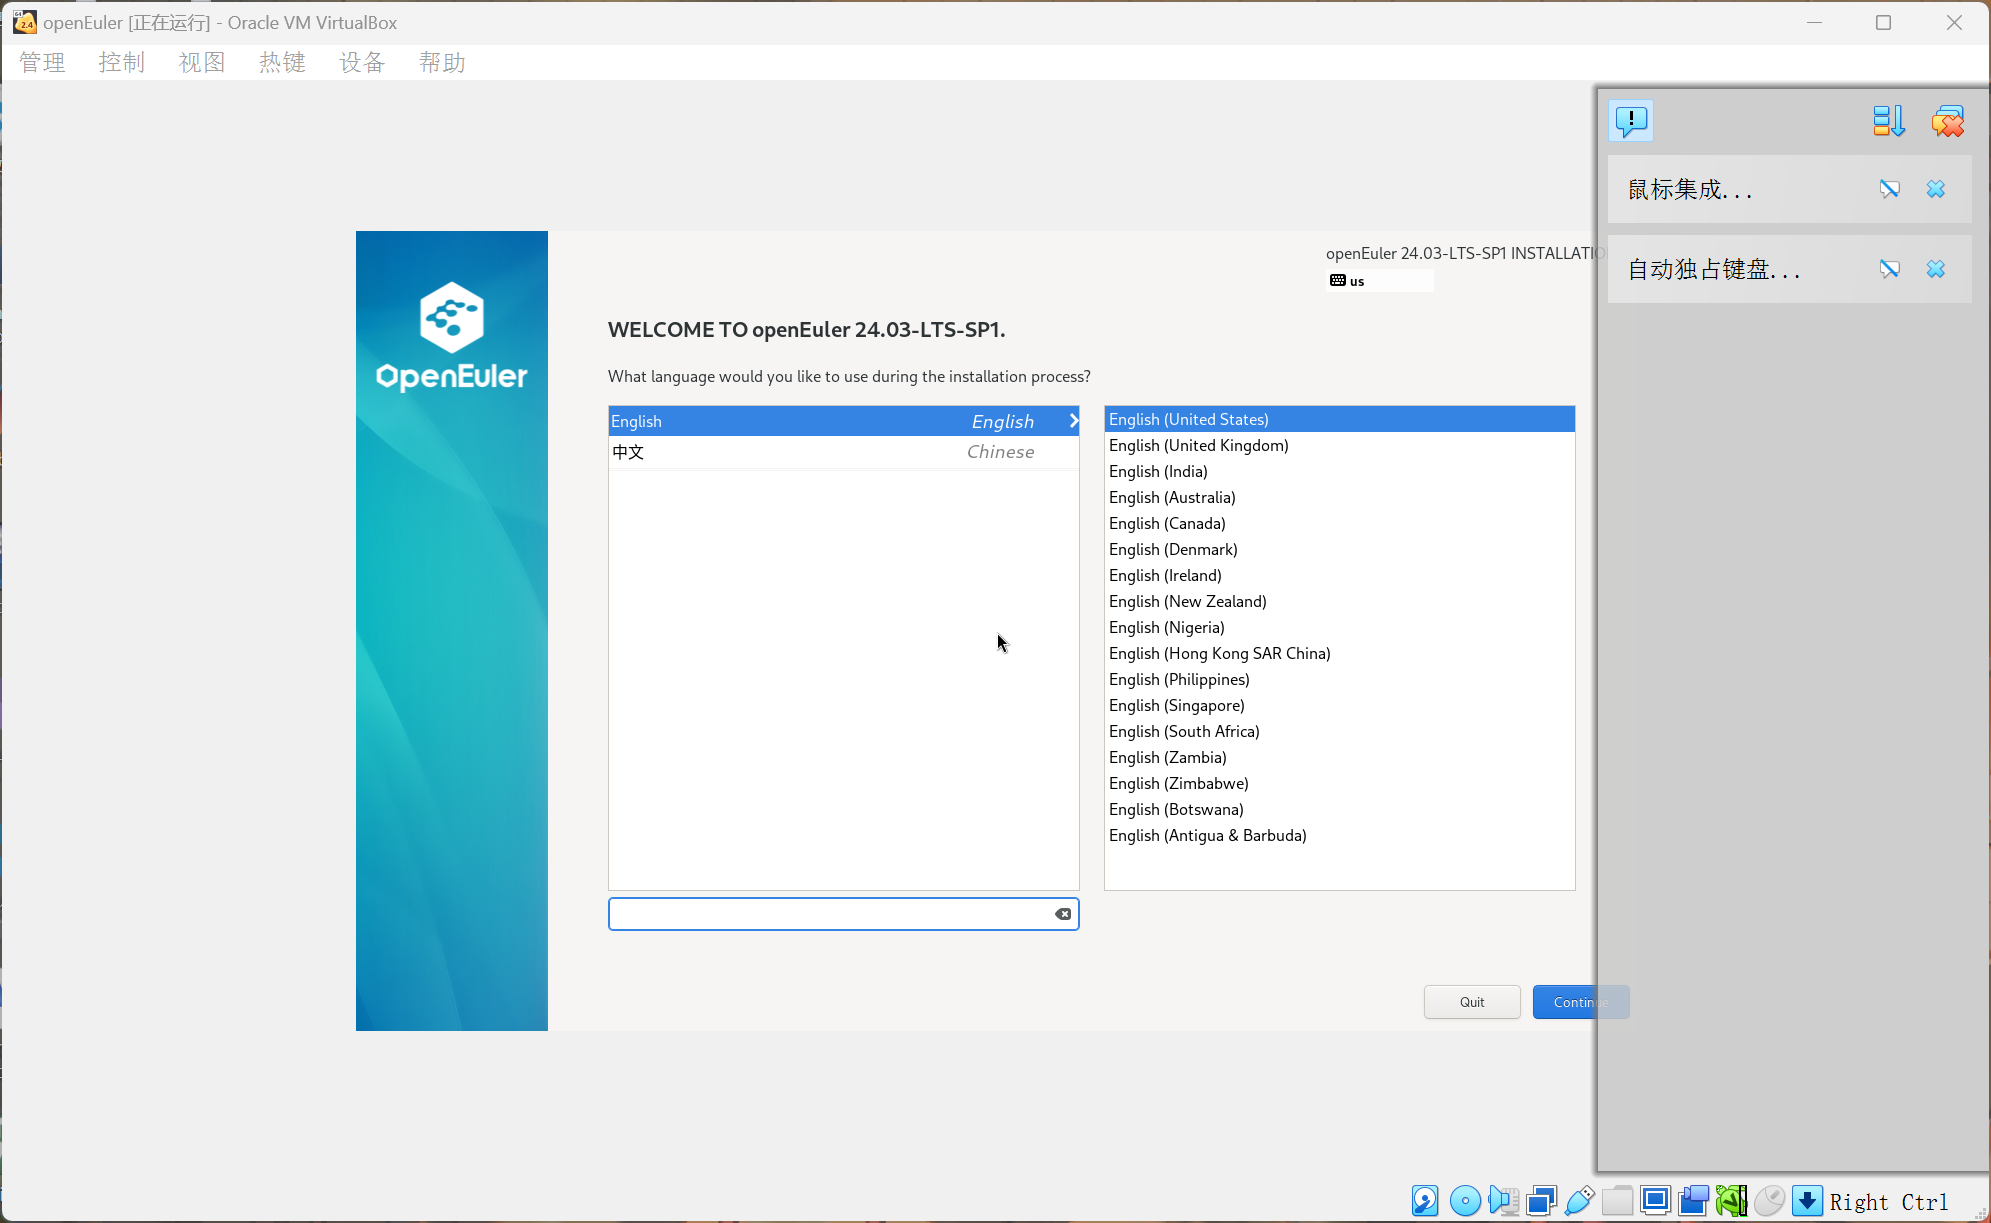 openEuler [正在运行] - Oracle VM VirtualBox
管理 控制 视图 热键 设备 帮助
鼠标集成...
自动独占键盘...
OpenEuler
openEuler 24.03-LTS-SP1 INSTALLATIO
us
WELCOME TO openEuler 24.03-LTS-SP1.
What language would you like to use during the installation process?
English English
中文 Chinese
English (United States)
English (United Kingdom)
English (India)
English (Australia)
English (Canada)
English (Denmark)
English (Ireland)
English (New Zealand)
English (Nigeria)
English (Hong Kong SAR China)
English (Philippines)
English (Singapore)
English (South Africa)
English (Zambia)
English (Zimbabwe)
English (Botswana)
English (Antigua & Barbuda)
Quit Continue
Right Ctrl